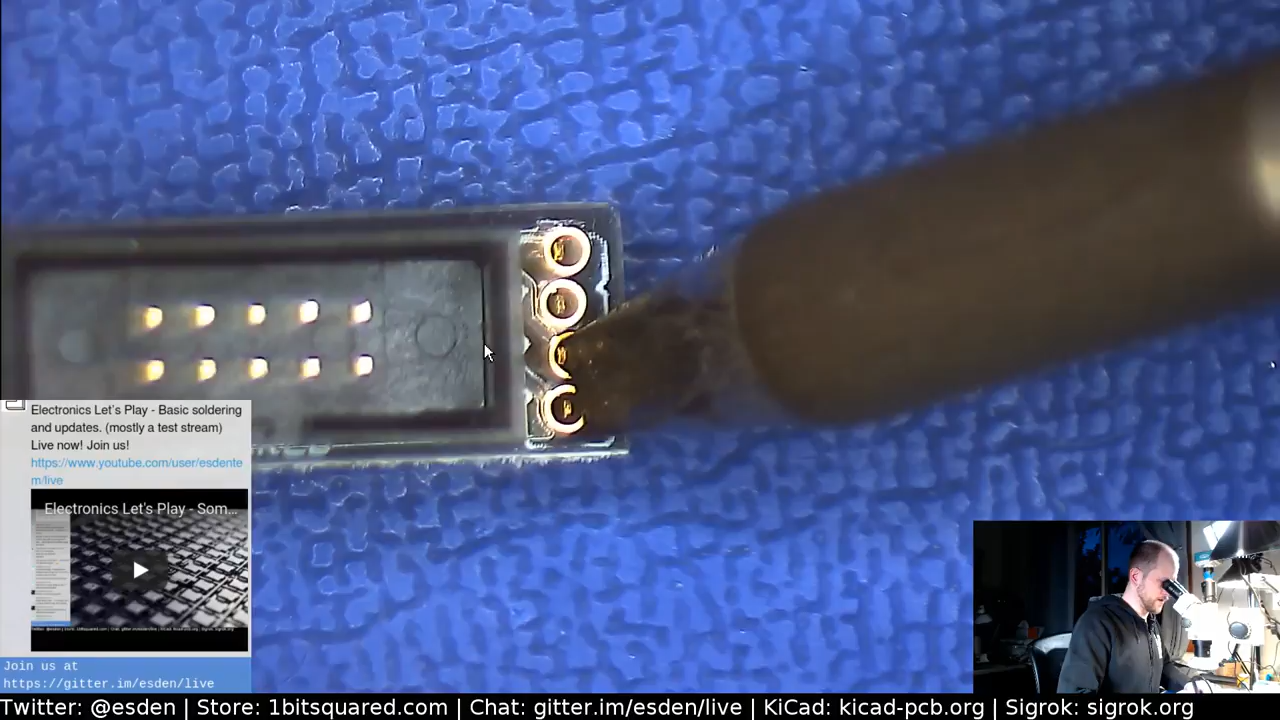 Electronics Let's Play - Basic soldering
and updates. (mostly a test stream)
Live now! Join us!
https://www.youtube.com/user/esdente
m/live
Electronics Let's Play - Som...
Join us at
https://gitter.im/esden/live
Twitter: @esden | Store: 1bitsquared.com | Chat: gitter.im/esden/live | KiCad: kicad-pcb.org | Sigrok: sigrok.org